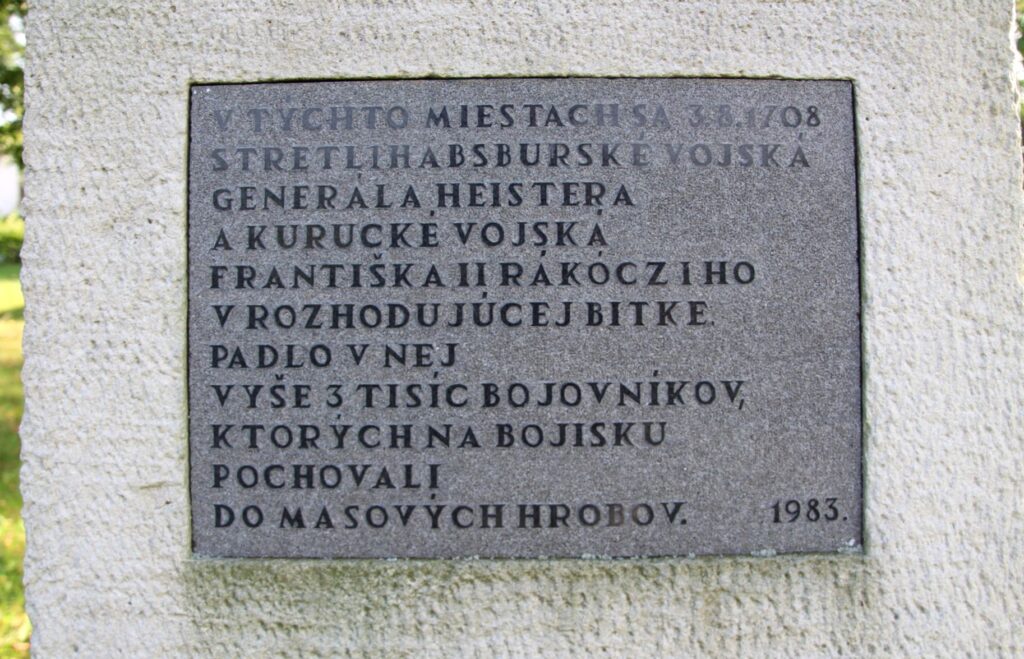 V TÝCHTO MIESTACH SA 3.8.1708
STRETLI HABSBURSKÉ VOJSKÁ
GENERÁLA HEISTERA
A KURUCKÉ VOJSKÁ
FRANTIŠKA II RÁKÓCZIHO
V ROZHODUJÚCEJ BITKE.
PADLO V NEJ
VYŠE 3 TISÍC BOJOVNÍKOV,
KTORÝCH NA BOJISKU
POCHOVALI
DO MASOVÝCH HROBOV. 1983.